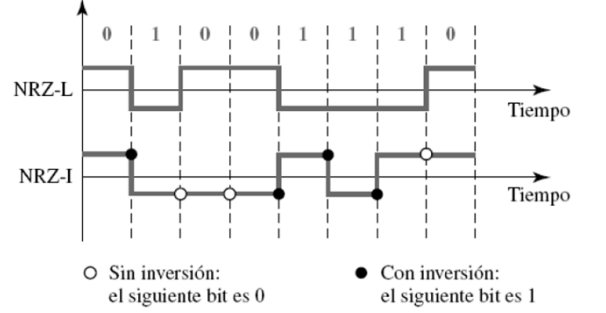 0 1 0 0 1 1 1 0
NRZ-L
Tiempo
NRZ-I
Tiempo
Sin inversión:
el siguiente bit es 0
Con inversión:
el siguiente bit es 1